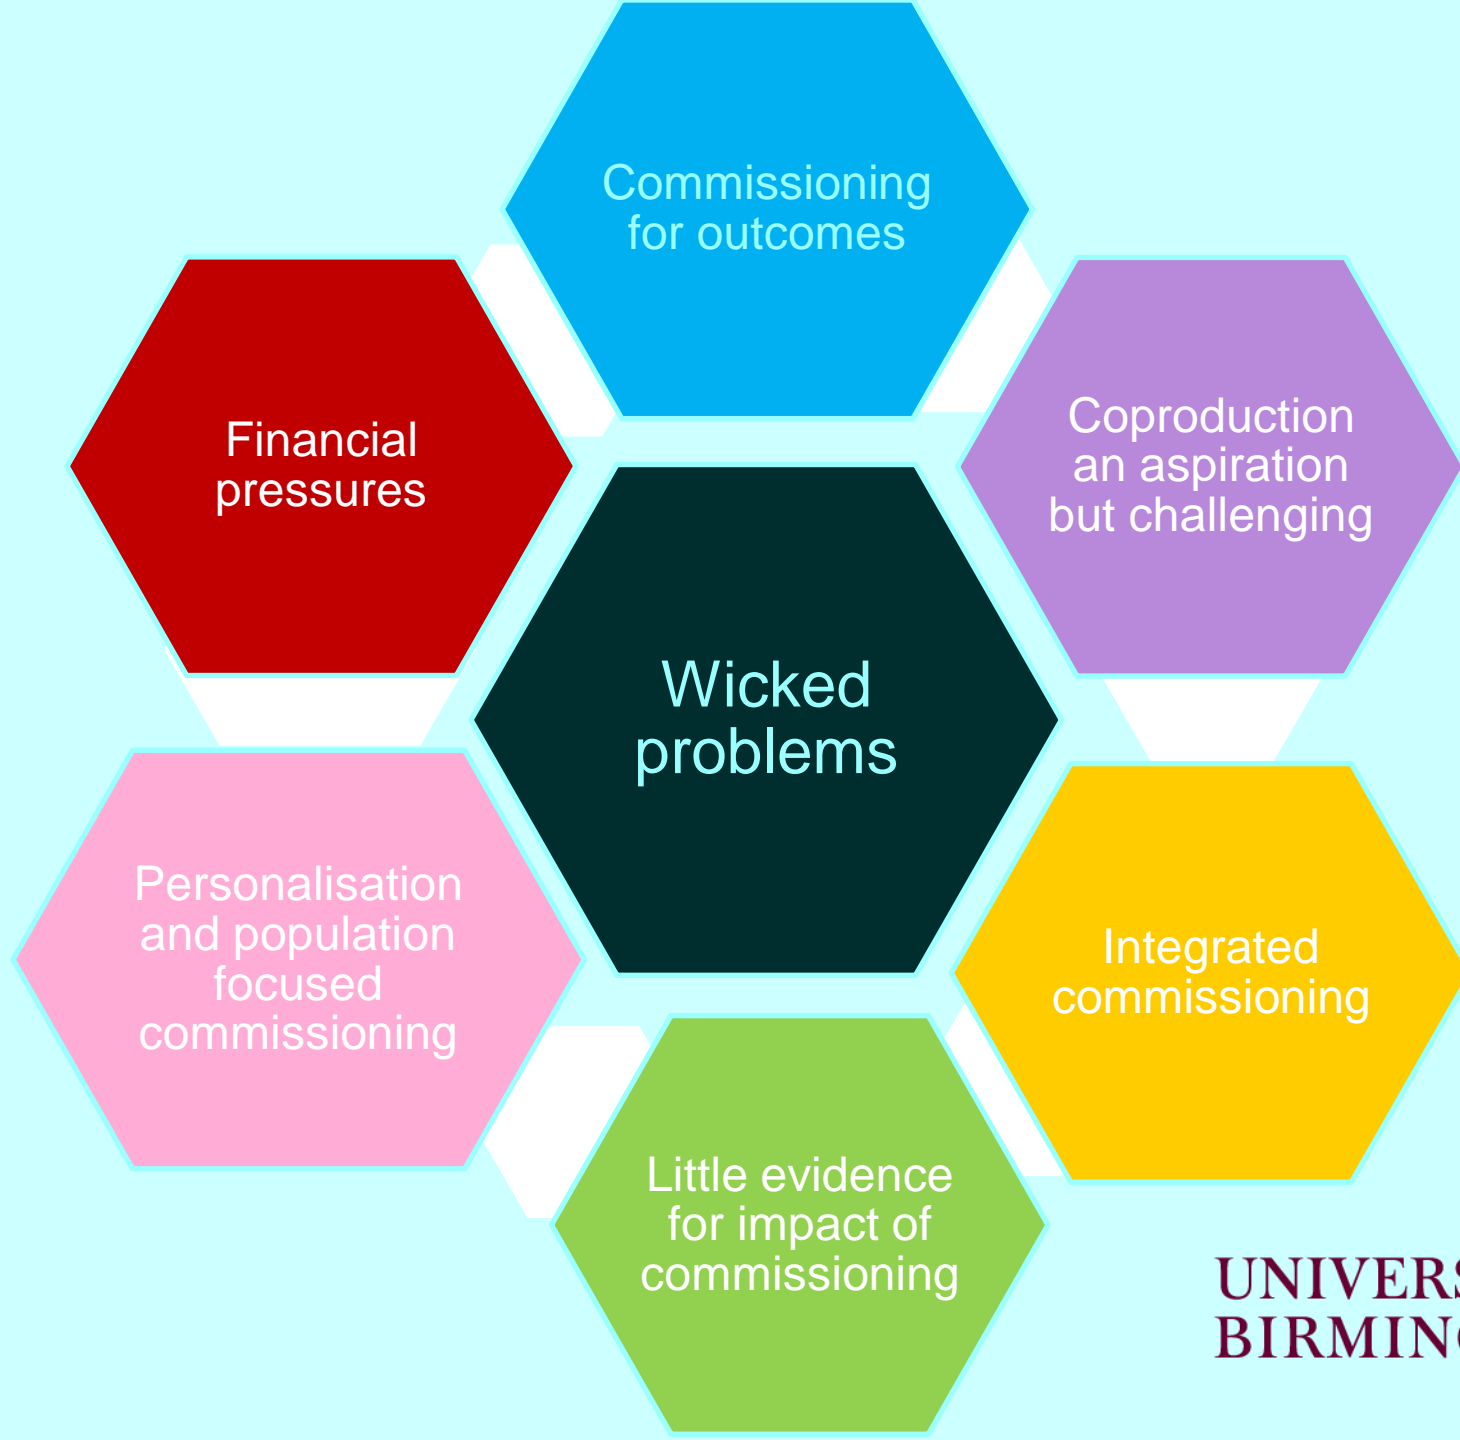 Commissioning
for outcomes
Financial
pressures
Coproduction
an aspiration
but challenging
Wicked
problems
Personalisation
and population
focused
commissioning
Integrated
commissioning
Little evidence
for impact of
commissioning